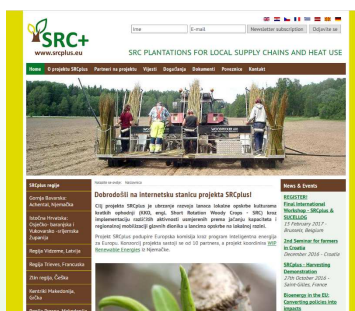 SRC+
www.srcplus.eu
Ime
E-mail
Newsletter subscription
Odjavite se
SRC PLANTATIONS FOR LOCAL SUPPLY CHAINS AND HEAT USE
Home O projektu SRCplus Partneri na projektu Vijesti Događanja Dokumenti Poveznice Kontakt
SRCplus regije
Gornja Bavarska-
Achental, Njemačka
Istočna Hrvatska:
Osječko- baranjska i
Vukovarsko - srijemska
županija
Regija Vidzeme, Latvija
Regija Trièves, Francuska
Zlín regija, Češka
Kentriki Makedonija,
Grčka
Dobrodošli na internetsku stanicu projekta SRCplus!
Cilj projekta SRCplus je ubrzanje razvoja lanaca lokalne opskrbe kulturama
kratkih ophodnji (KKO, engl. Short Rotation Woody Crops - SRC) kroz
implementaciju različitih aktivnosti usmjerenih prema jačanju kapaciteta i
regionalnoj mobilizaciji glavnih dionika u lancima opskrbe na lokalnoj razini.
Projekt SRCplus podupire Europska komisija kroz program Inteligentna energija
za Europu. Konzorcij projekta sastoji se od 10 partnera, a projekt koordinira WIP
Renewable Energies iz Njemačke.
News & Events
REGISTER!
Final International
Workshop - SRCplus &
SUCELLOG
15 February 2017 -
Brussels, Belgium
2nd Seminar for farmers
in Croatia
December 2016 - Croatia
SRCplus - Harvesting
Demonstration
27th October 2016 -
Saint-Gilles, France
Bioenergy in the EU:
Converting policies into
impacts